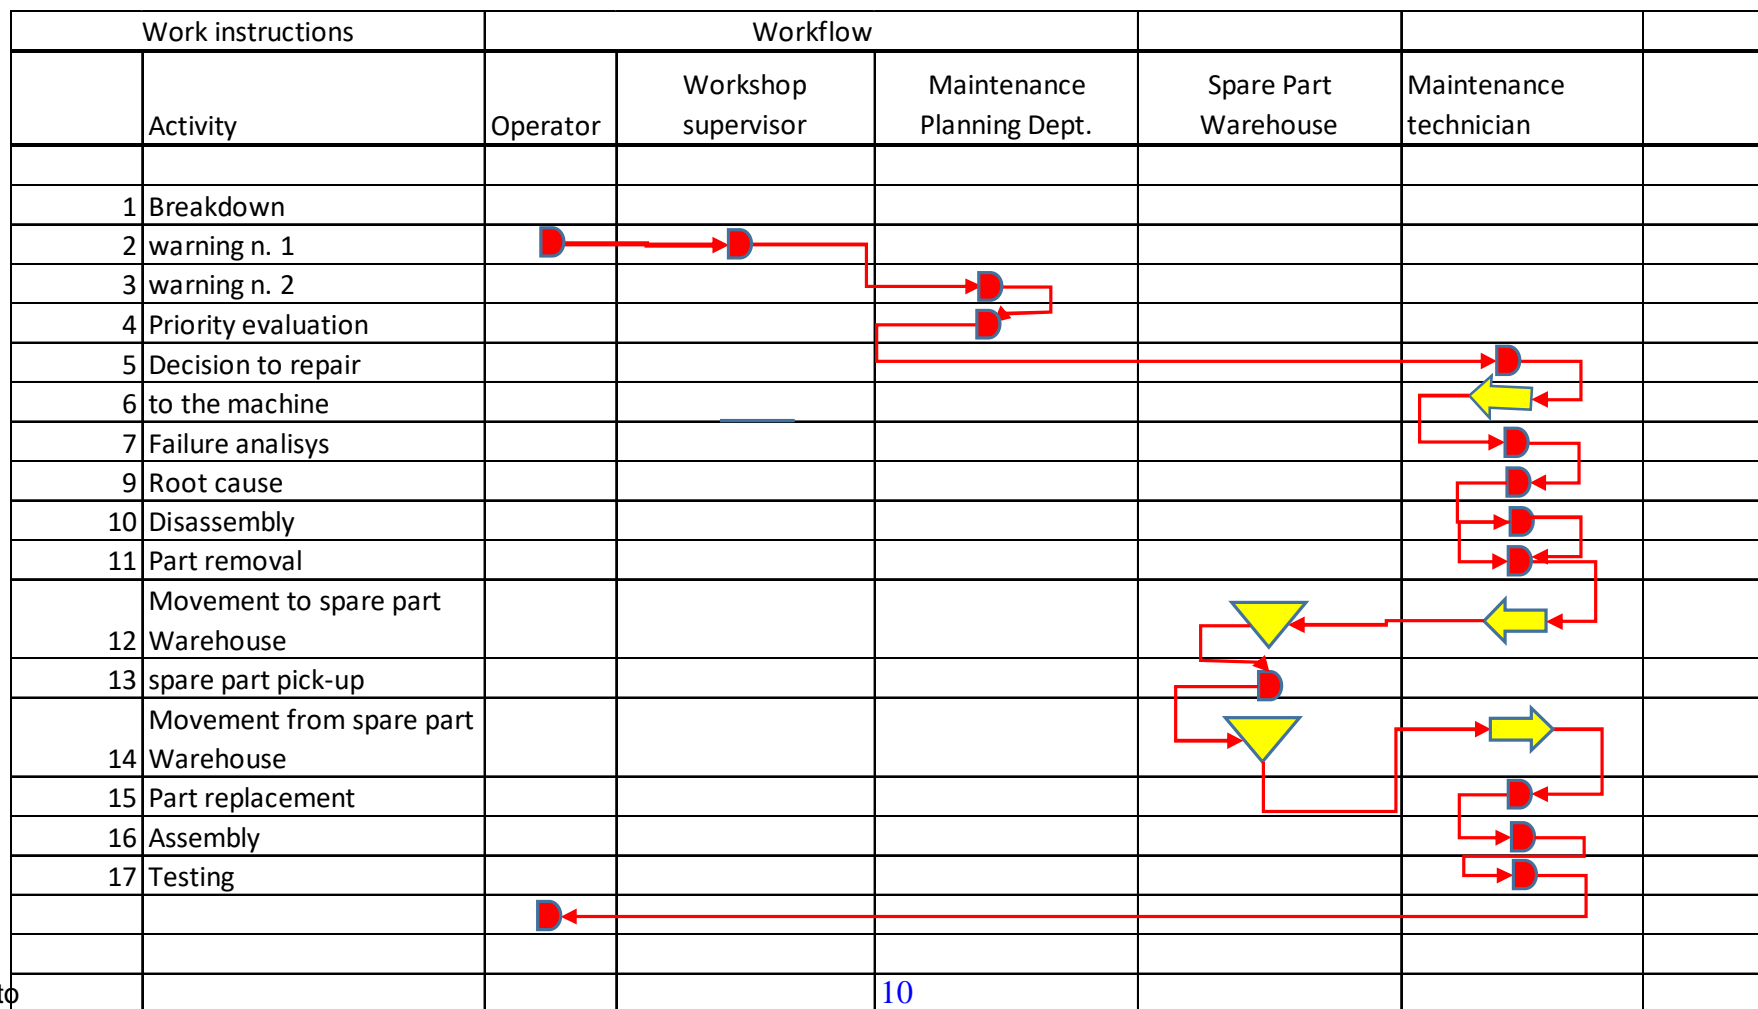 Work instructions Workflow
Workshop Maintenance Spare Part Maintenance
Activity Operator supervisor Planning Dept. Warehouse technician
1 Breakdown
2 warning n. 1
3 warning n. 2
4 Priority evaluation
5 Decision to repair
6 to the machine
7 Failure analisys
9 Root cause
10 Disassembly
11 Part removal
Movement to spare part
12 Warehouse
13 spare part pick-up
Movement from spare part
14 Warehouse
15 Part replacement
16 Assembly
17 Testing
to 10